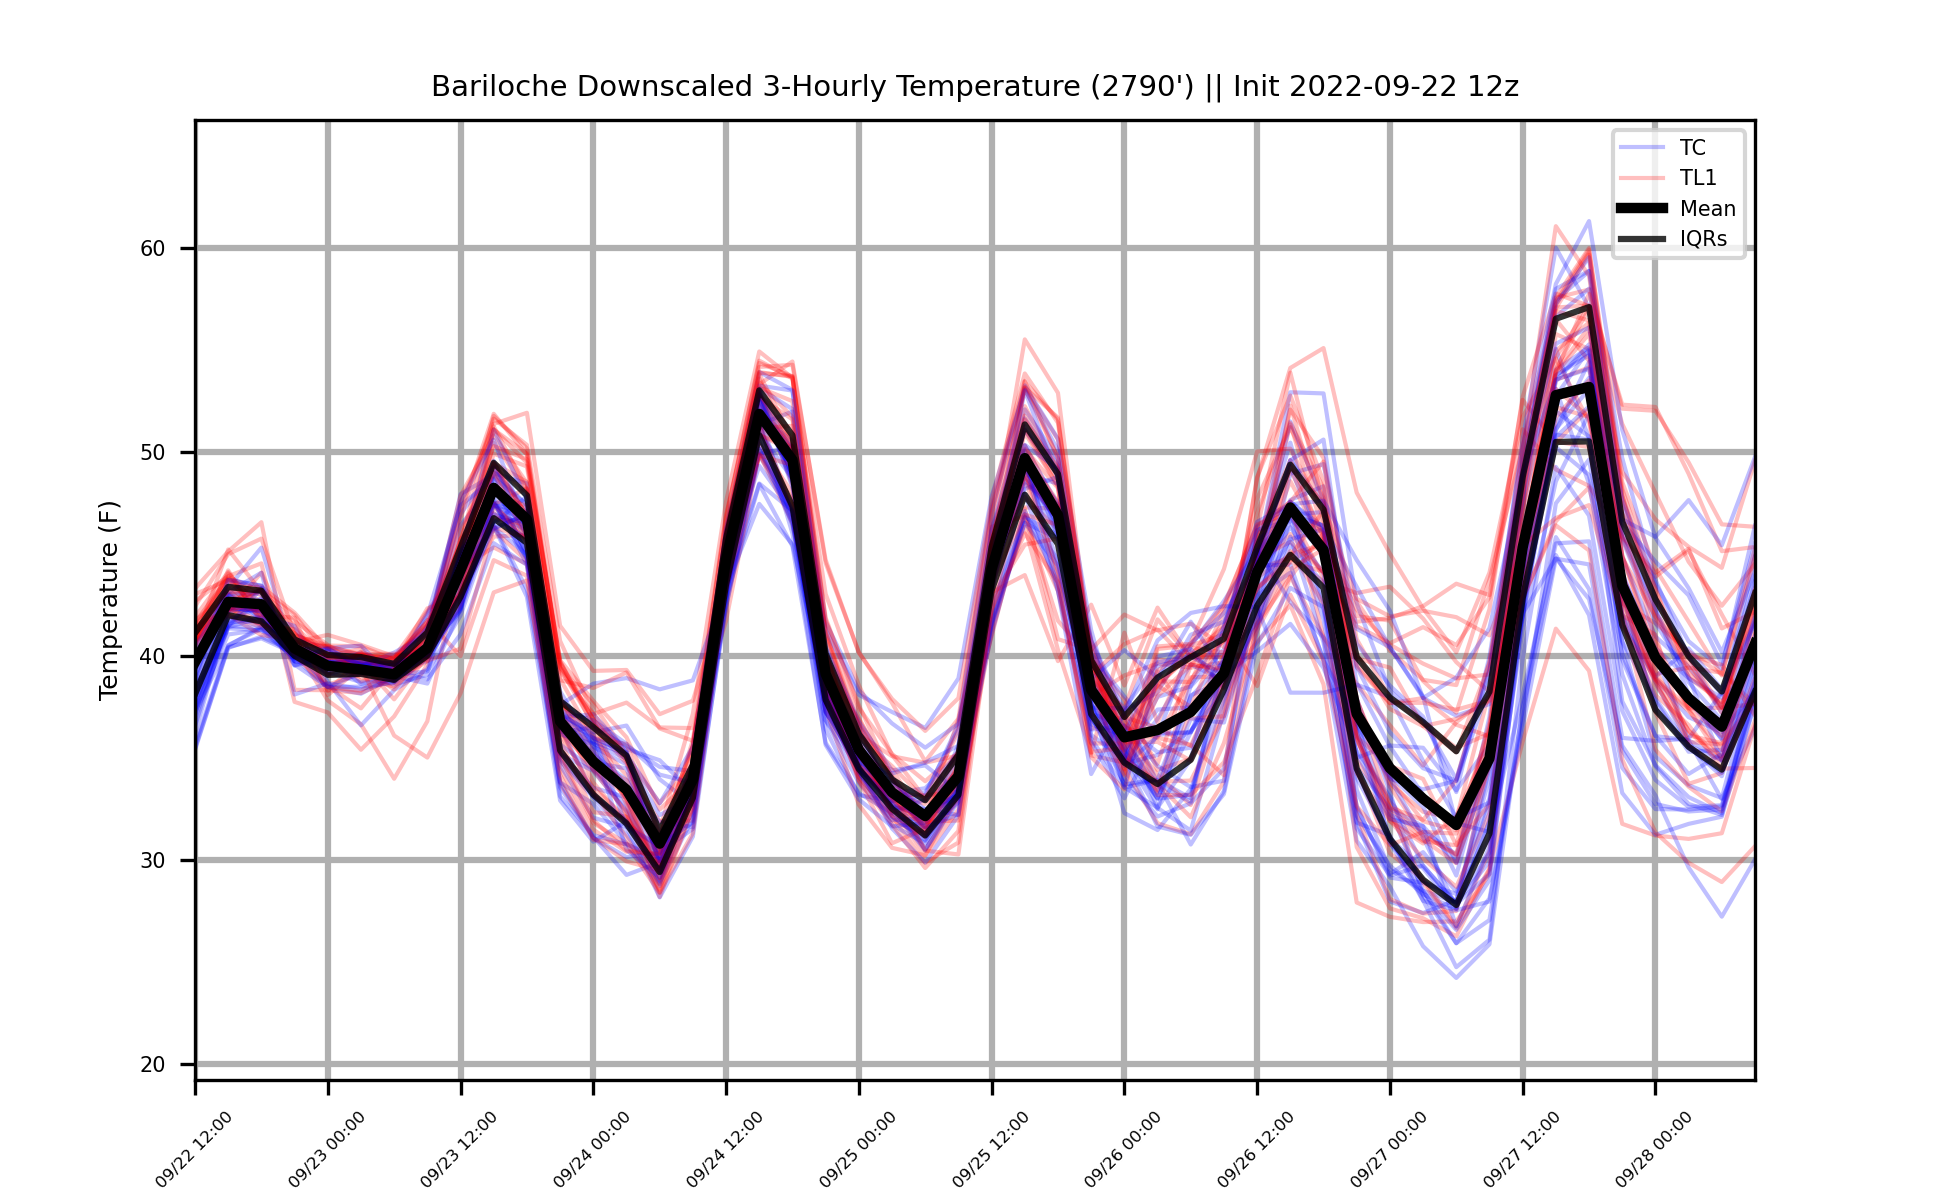 Bariloche Downscaled 3-Hourly Temperature (2790') || Init 2022-09-22 12z
TC
TL1
Mean
IQRs
Temperature (F)
60
50
40
30
20
09/22 12:00
09/23 00:00
09/23 12:00
09/24 00:00
09/24 12:00
09/25 00:00
09/25 12:00
09/26 00:00
09/26 12:00
09/27 00:00
09/27 12:00
09/28 00:00